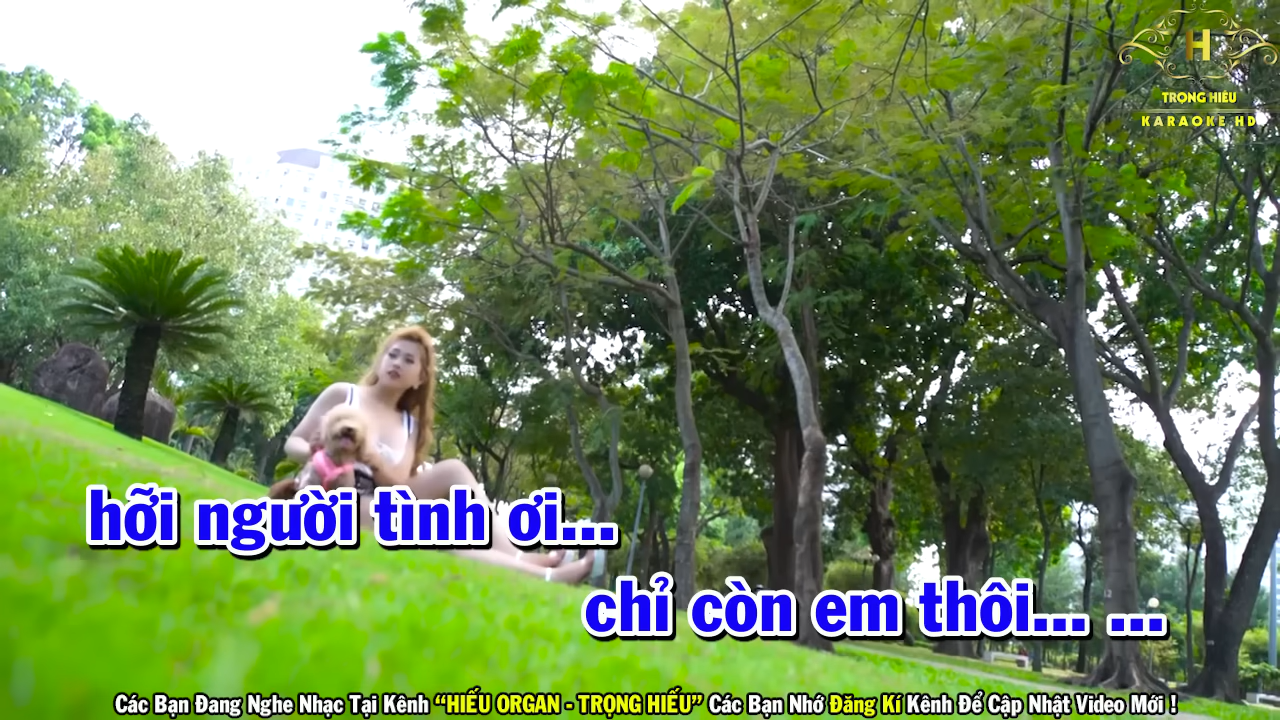 H
TRỌNG HIẾU
KARAOKE HD
hỡi người tình ơi...
chỉ còn em thôi... ...
Các Bạn Đang Nghe Nhạc Tại Kênh “HIẾU ORGAN - TRỌNG HIẾU” Các Bạn Nhớ Đăng Kí Kênh Để Cập Nhật Video Mới !